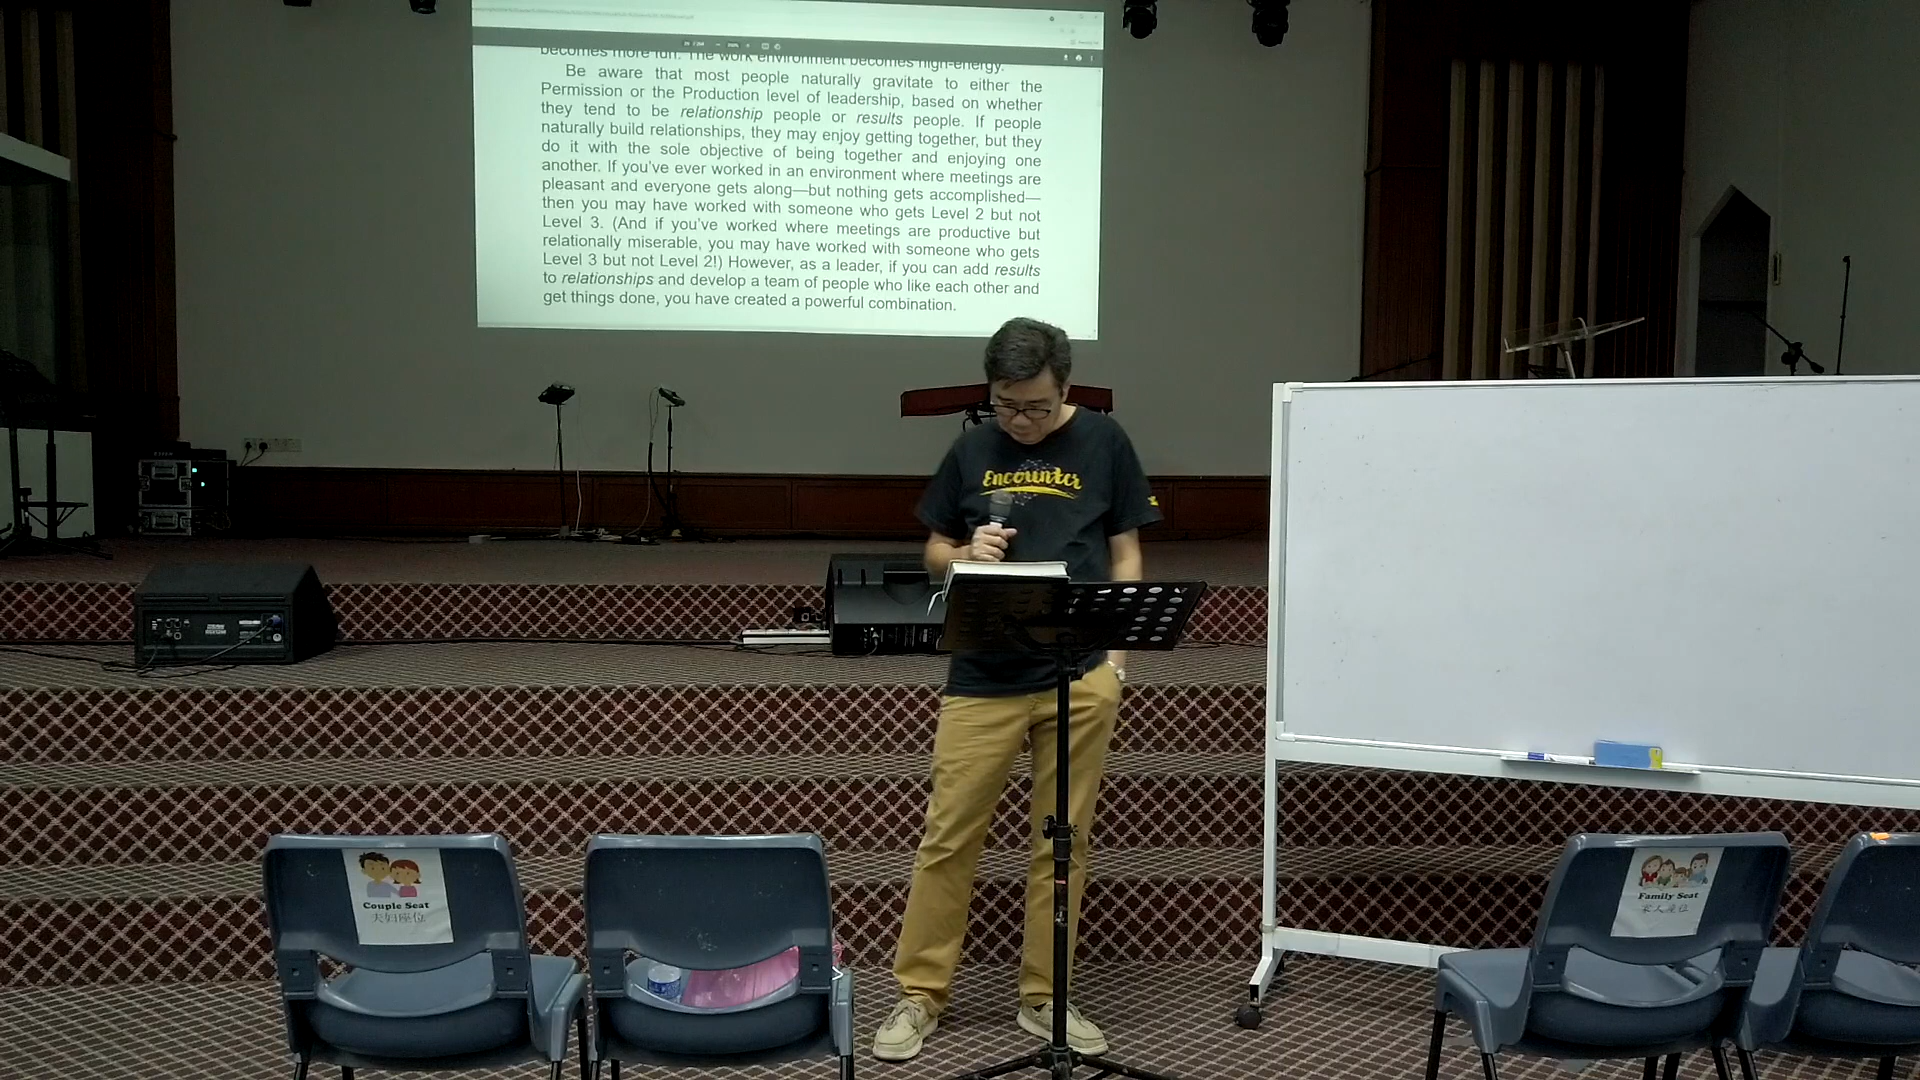 becomes more fun. The work environment becomes high-energy.
Be aware that most people naturally gravitate to either the
Permission or the Production level of leadership, based on whether
they tend to be relationship people or results people. If people
naturally build relationships, they may enjoy getting together, but they
do it with the sole objective of being together and enjoying one
another. If you've ever worked in an environment where meetings are
pleasant and everyone gets along—but nothing gets accomplished—
then you may have worked with someone who gets Level 2 but not
Level 3. (And if you've worked where meetings are productive but
relationally miserable, you may have worked with someone who gets
Level 3 but not Level 2!) However, as a leader, if you can add results
to relationships and develop a team of people who like each other and
get things done, you have created a powerful combination.
Encounter
Couple Seat
夫妇座位
Family Seat
家人座位